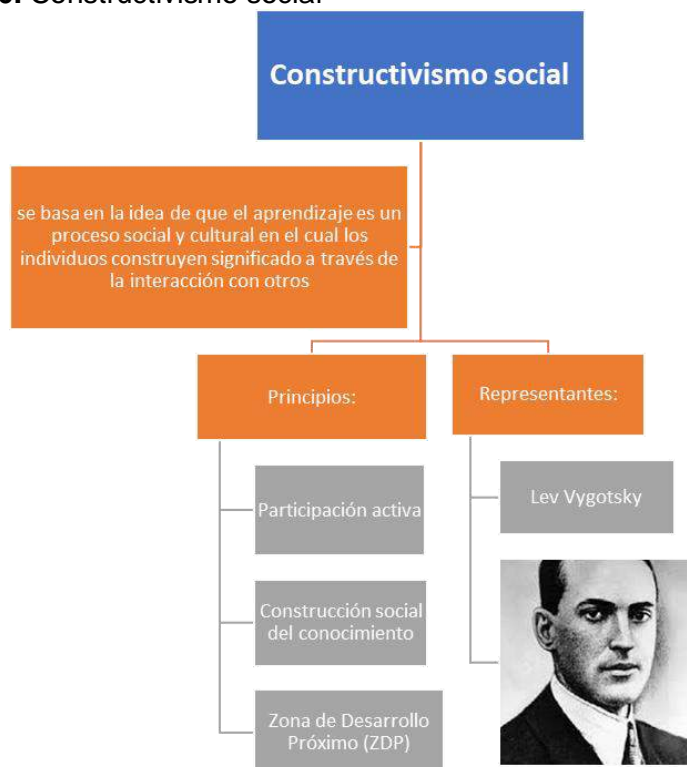 Constructivismo social
Constructivismo social
se basa en la idea de que el aprendizaje es un
proceso social y cultural en el cual los
individuos construyen significado a través de
la interacción con otros
Principios:
Participación activa
Construcción social
del conocimiento
Zona de Desarrollo
Próximo (ZDP)
Representantes:
Lev Vygotsky